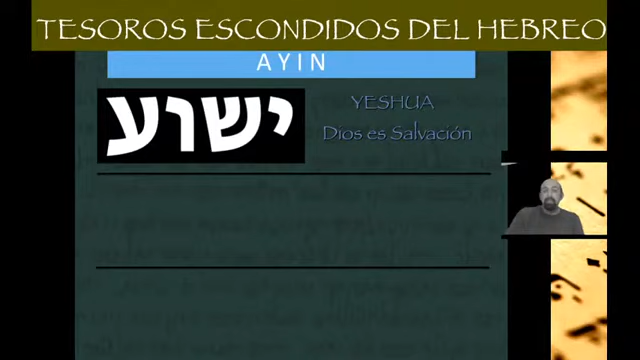 TESOROS ESCONDIDOS DEL HEBREO
AYIN
ישוע
YESHUA
Dios es Salvación